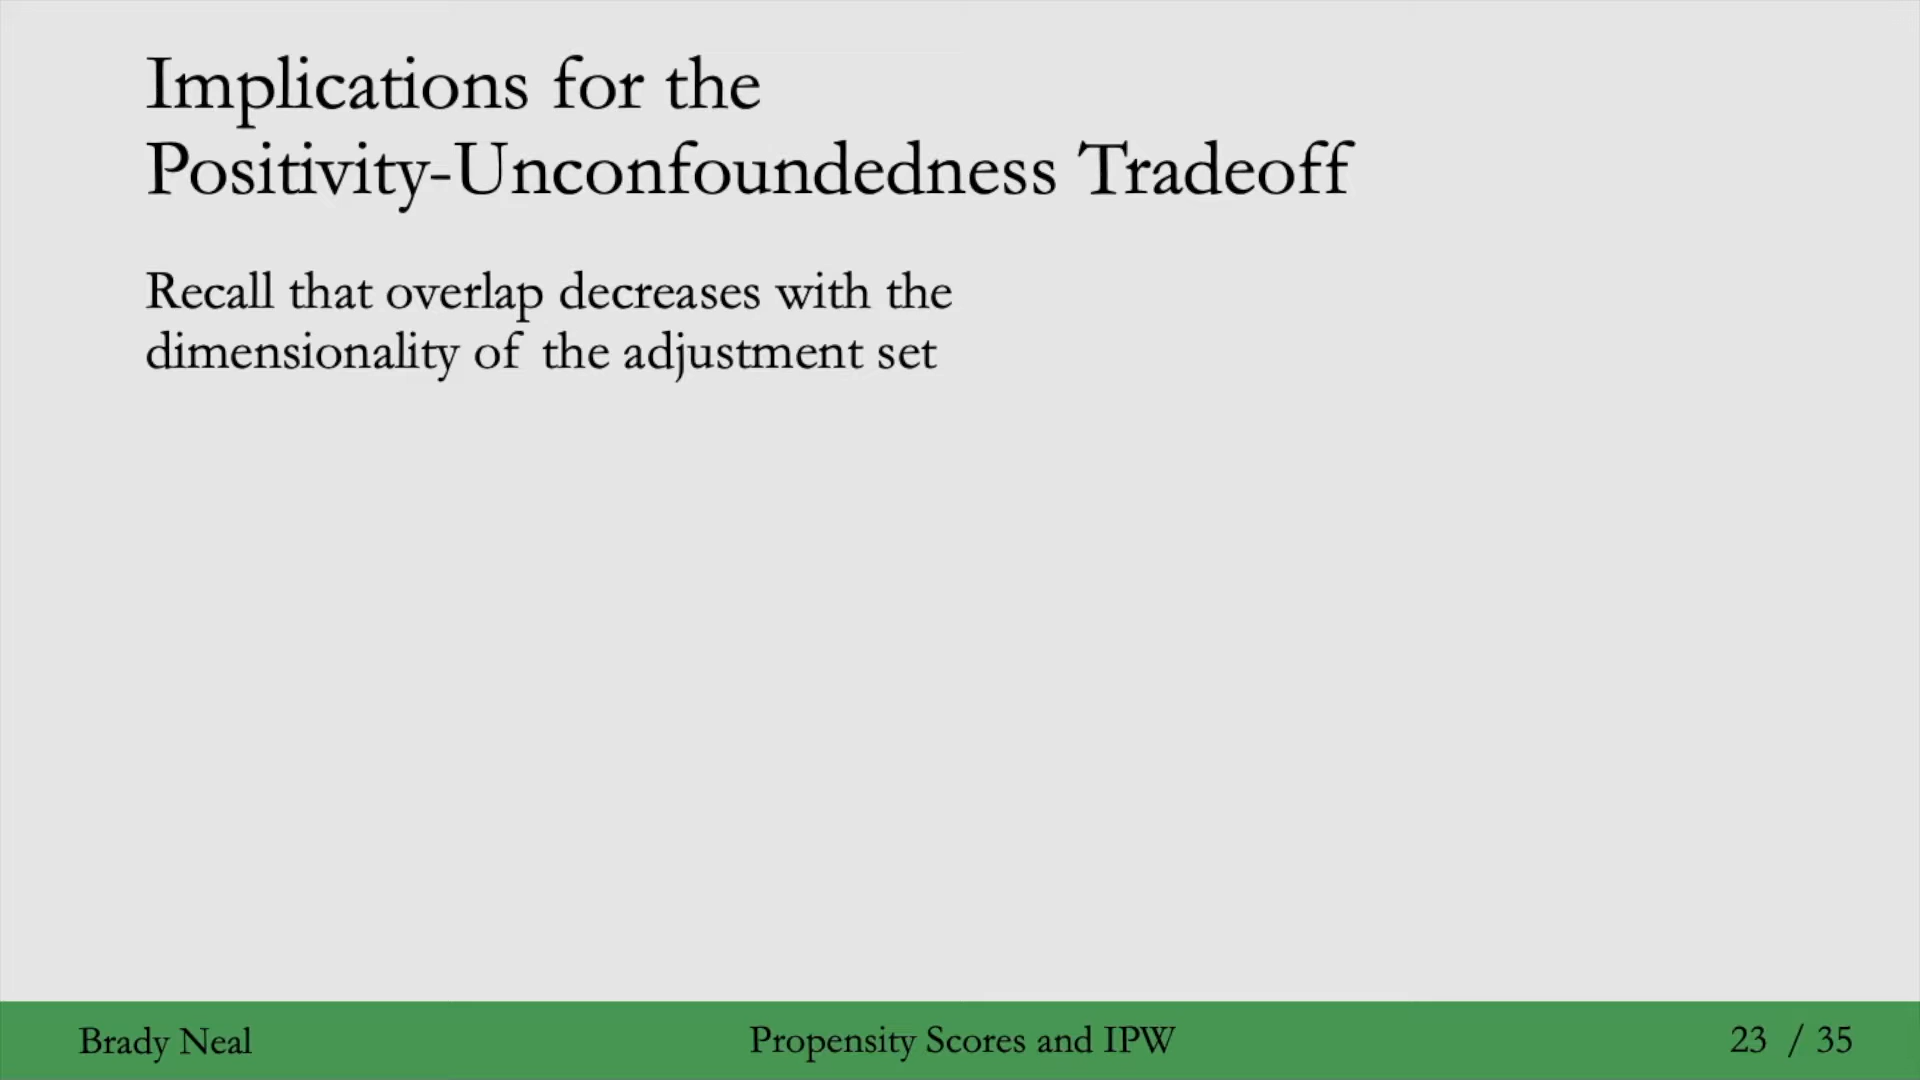 Implications for the
Positivity-Unconfoundedness Tradeoff
Recall that overlap decreases with the
dimensionality of the adjustment set
Brady Neal
Propensity Scores and IPW
23 / 35